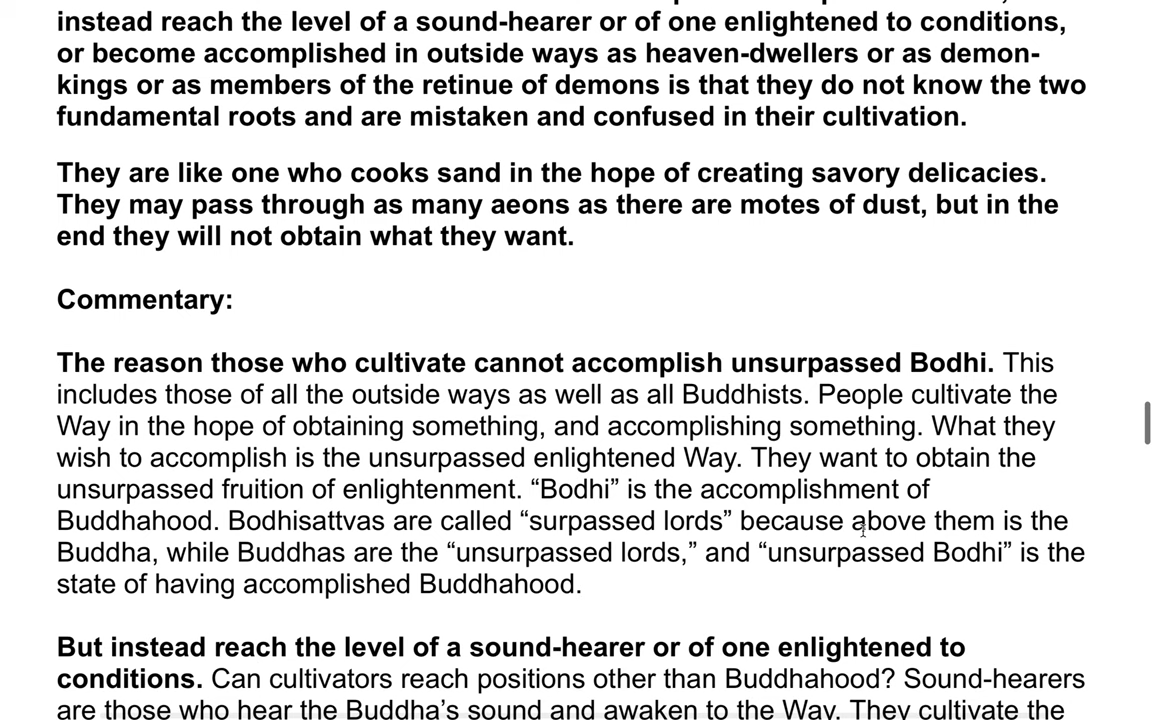 instead reach the level of a sound-hearer or of one enlightened to conditions,
or become accomplished in outside ways as heaven-dwellers or as demon-
kings or as members of the retinue of demons is that they do not know the two
fundamental roots and are mistaken and confused in their cultivation.
They are like one who cooks sand in the hope of creating savory delicacies.
They may pass through as many aeons as there are motes of dust, but in the
end they will not obtain what they want.
Commentary:
The reason those who cultivate cannot accomplish unsurpassed Bodhi. This
includes those of all the outside ways as well as all Buddhists. People cultivate the
Way in the hope of obtaining something, and accomplishing something. What they
wish to accomplish is the unsurpassed enlightened Way. They want to obtain the
unsurpassed fruition of enlightenment. “Bodhi” is the accomplishment of
Buddhahood. Bodhisattvas are called “surpassed lords” because above them is the
Buddha, while Buddhas are the “unsurpassed lords,” and “unsurpassed Bodhi” is the
state of having accomplished Buddhahood.
But instead reach the level of a sound-hearer or of one enlightened to
conditions. Can cultivators reach positions other than Buddhahood? Sound-hearers
are those who hear the Buddha’s sound and awaken to the Way. They cultivate the